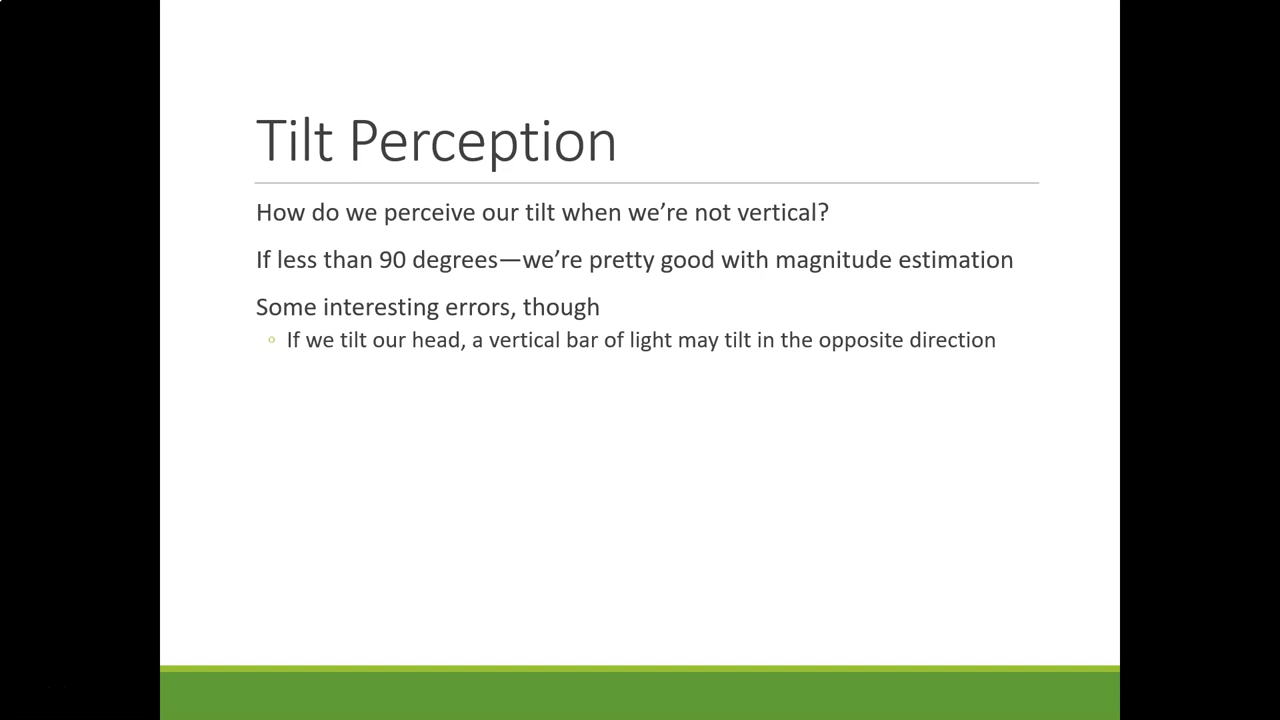 Tilt Perception
How do we perceive our tilt when we’re not vertical?
If less than 90 degrees—we’re pretty good with magnitude estimation
Some interesting errors, though
◦ If we tilt our head, a vertical bar of light may tilt in the opposite direction